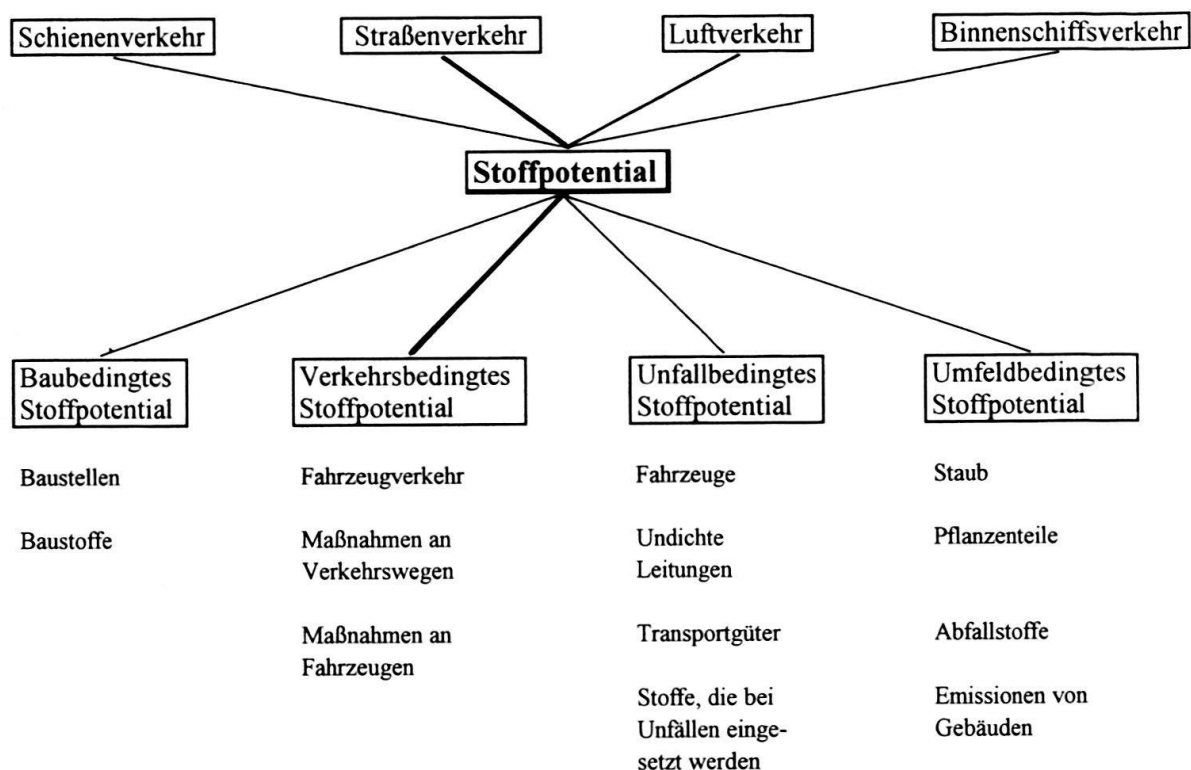 Schienenverkehr
Straßenverkehr
Luftverkehr
Binnenschiffsverkehr
Stoffpotential
Baubedingtes
Stoffpotential
Verkehrsbedingtes
Stoffpotential
Unfallbedingtes
Stoffpotential
Umfeldbedingtes
Stoffpotential
Baustellen
Baustoffe
Fahrzeugverkehr
Maßnahmen an
Verkehrswegen
Maßnahmen an
Fahrzeugen
Fahrzeuge
Undichte
Leitungen
Transportgüter
Stoffe, die bei
Unfällen einge-
setzt werden
Staub
Pflanzenteile
Abfallstoffe
Emissionen von
Gebäuden